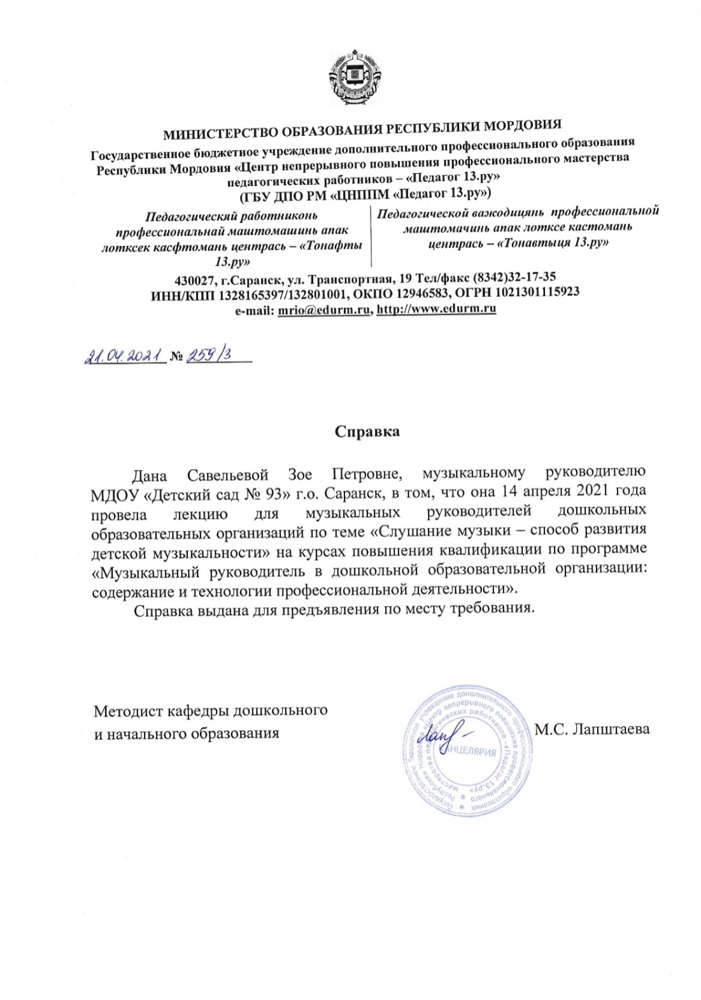 МИНИСТЕРСТВО ОБРАЗОВАНИЯ РЕСПУБЛИКИ МОРДОВИЯ
Государственное бюджетное учреждение дополнительного профессионального образования
Республики Мордовия «Центр непрерывного повышения профессионального мастерства
педагогических работников – «Педагог 13.ру»
(ГБУ ДПО РМ «ЦНППМ «Педагог 13.ру»)
Педагогическяй работниконь
профессиональнай маштомашинь апак
лотксек касфтомань центрась – «Тонафты
13.ру»
Педагогической важодицянь профессиональной
маштомачинь апак лотксе кастомань
центрась – «Тонавтыця 13.ру»
430027, г.Саранск, ул. Транспортная, 19 Тел/факс (8342)32-17-35
ИНН/КПП 1328165397/132801001, ОКПО 12946583, ОГРН 1021301115923
e-mail: mrio@edurm.ru, http://www.edurm.ru
21.04.2021 № 259/3
Справка
Дана Савельевой Зое Петровне, музыкальному руководителю
МДОУ «Детский сад № 93» г.о. Саранск, в том, что она 14 апреля 2021 года
провела лекцию для музыкальных руководителей дошкольных
образовательных организаций по теме «Слушание музыки – способ развития
детской музыкальности» на курсах повышения квалификации по программе
«Музыкальный руководитель в дошкольной образовательной организации:
содержание и технологии профессиональной деятельности».
Справка выдана для предъявления по месту требования.
Методист кафедры дошкольного
и начального образования
М.С. Лапштаева
Государственное бюджетное учреждение дополнительного профессионального образования
Республики Мордовия «Центр непрерывного повышения профессионального
мастерства педагогических работников - «Педагог 13.ру»
КАНЦЕЛЯРИЯ